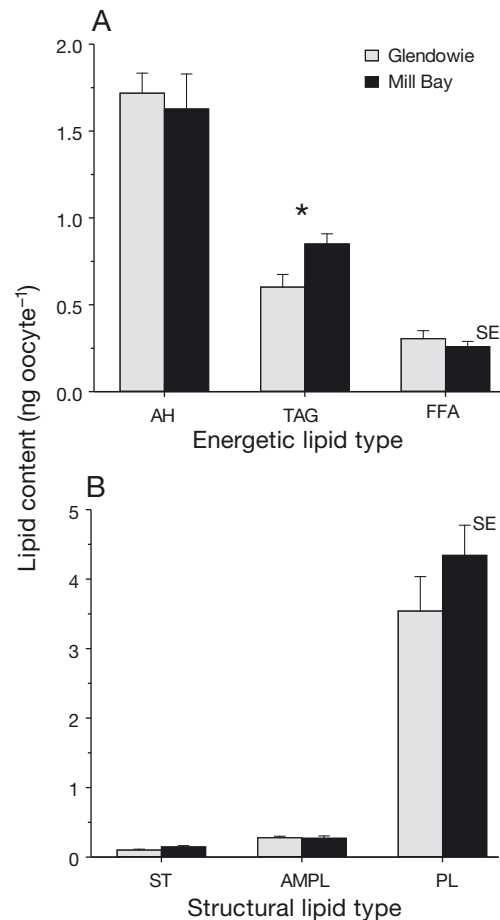 A
2.0
1.5
1.0
0.5
0.0
Glendowie
Mill Bay
*
SE
AH TAG FFA
Energetic lipid type
Lipid content (ng oocyte⁻¹)
B
5
4
3
2
1
0
SE
ST AMPL PL
Structural lipid type